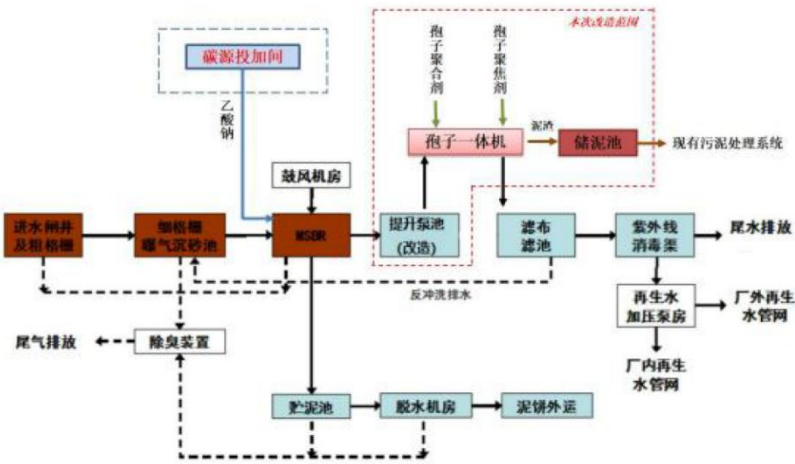 本次改造范围
碳源投加间
孢子聚合剂
孢子聚焦剂
乙酸钠
孢子一体机
泥渣
储泥池
现有污泥处理系统
鼓风机房
进水闸井
及粗格栅
细格栅
曝气沉砂池
MSBR
提升泵池
(改造)
滤布
滤池
紫外线
消毒渠
尾水排放
反冲洗排水
再生水
加压泵房
厂外再生
水管网
尾气排放
除臭装置
厂内再生
水管网
贮泥池
脱水机房
泥饼外运